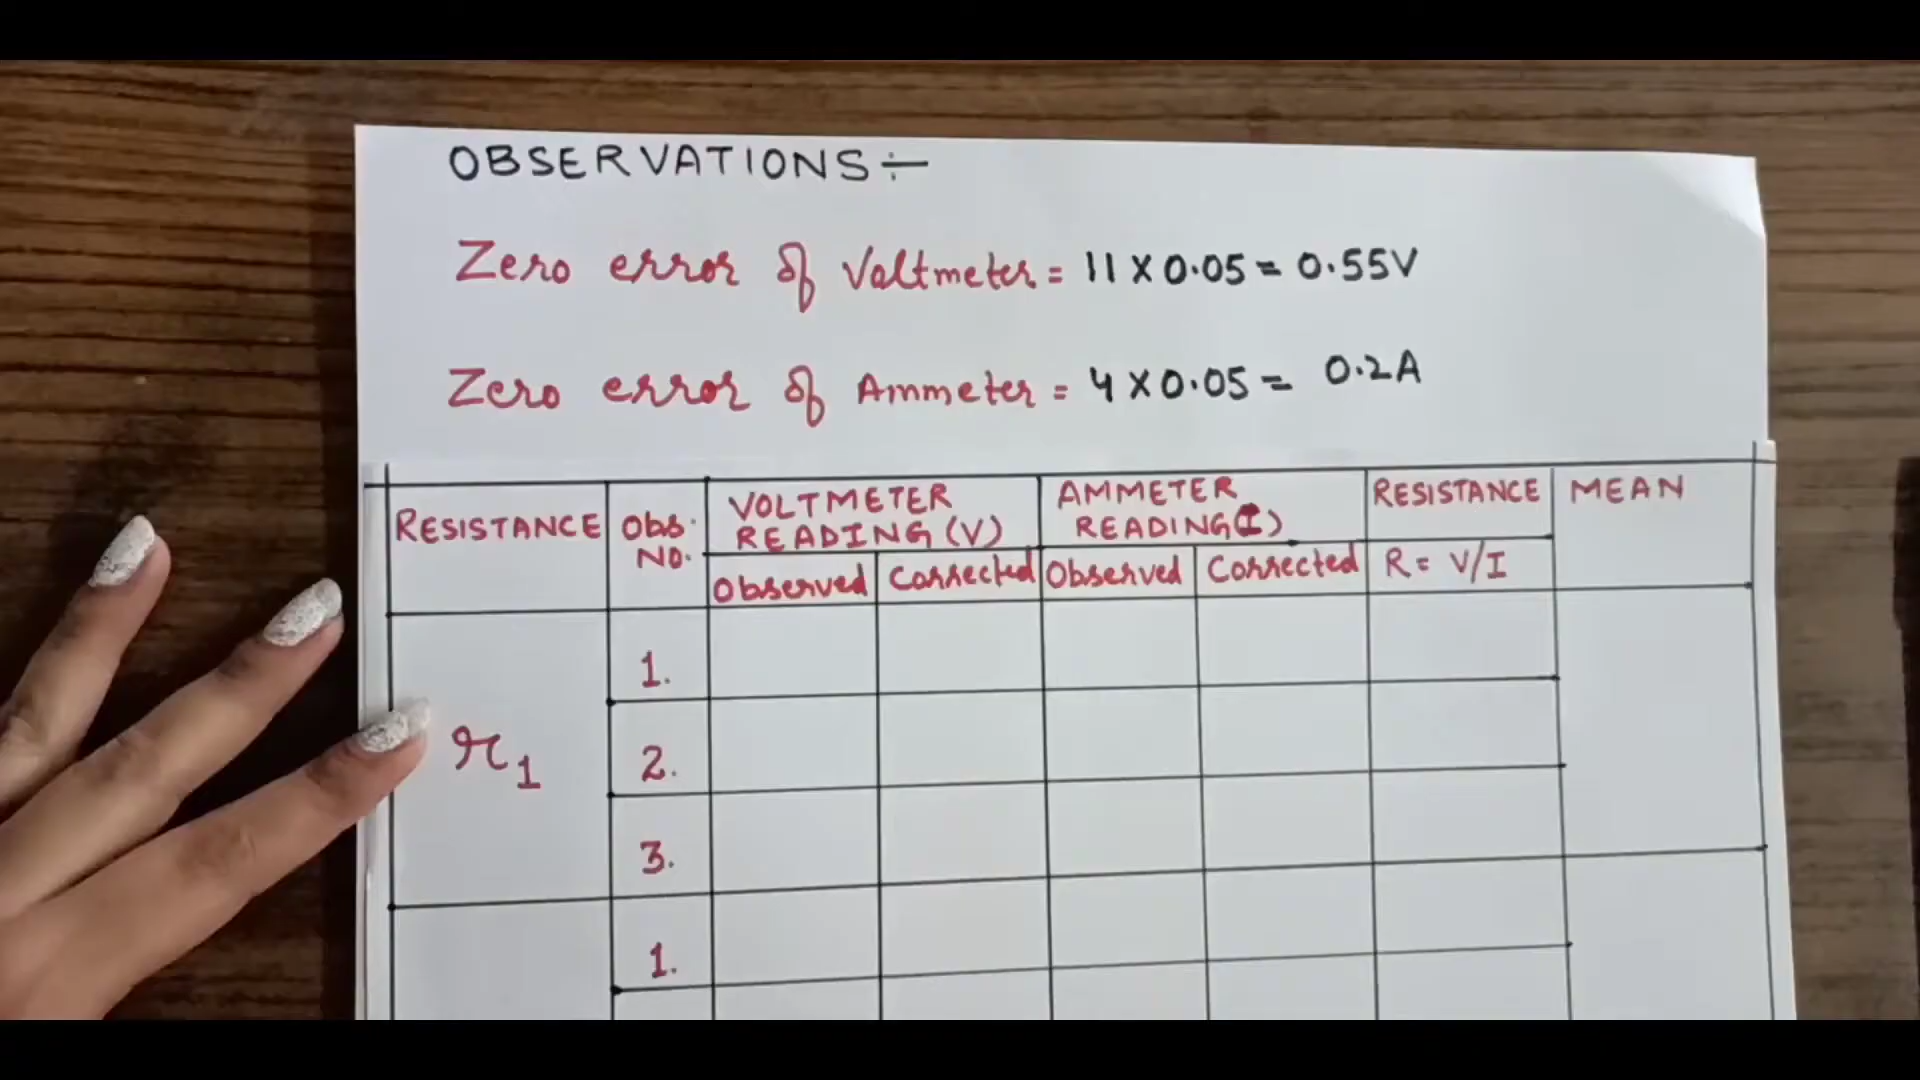 OBSERVATIONS÷
Zero error of Voltmeter = 11 X 0.05 = 0.55V
Zero error of Ammeter = 4 X 0.05 = 0.2A
RESISTANCE
Obs. NO.
VOLTMETER READING (V)
AMMETER READING (I)
RESISTANCE
MEAN
Observed
Corrected
Observed
Corrected
R = V/I
r1
1.
2.
3.
1.